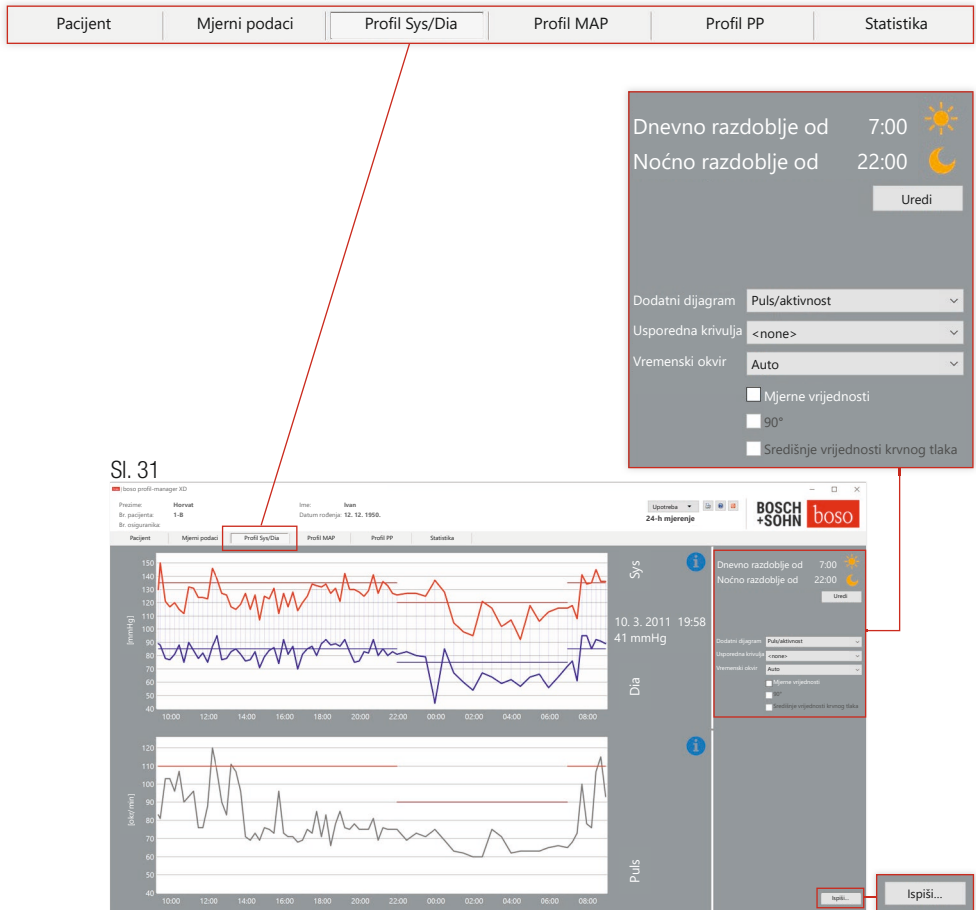 Pacijent Mjerni podaci Profil Sys/Dia Profil MAP Profil PP Statistika
Dnevno razdoblje od 7:00
Noćno razdoblje od 22:00
Uredi
Dodatni dijagram Puls/aktivnost
Usporedna krivulja <none>
Vremenski okvir Auto
Mjerne vrijednosti
90°
Središnje vrijednosti krvnog tlaka
Sl. 31
boso profil-manager XD
Prezime: Horvat Ime: Ivan
Br. pacijenta: 1-B Datum rođenja: 12. 12. 1950.
Br. osiguranika:
Upotreba
24-h mjerenje
BOSCH
+SOHN
boso
Pacijent Mjerni podaci Profil Sys/Dia Profil MAP Profil PP Statistika
150
140
130
120
110
100
90
80
70
60
50
40
[mmHg]
10:00 12:00 14:00 16:00 18:00 20:00 22:00 00:00 02:00 04:00 06:00 08:00
Sys
i
10. 3. 2011 19:58
41 mmHg
Dia
Dnevno razdoblje od 7:00
Noćno razdoblje od 22:00
Uredi
Dodatni dijagram Puls/aktivnost
Usporedna krivulja <none>
Vremenski okvir Auto
Mjerne vrijednosti
90°
Središnje vrijednosti krvnog tlaka
120
110
100
90
80
70
60
50
40
[oko/min]
10:00 12:00 14:00 16:00 18:00 20:00 22:00 00:00 02:00 04:00 06:00 08:00
i
Puls
Ispiši...
Ispiši...